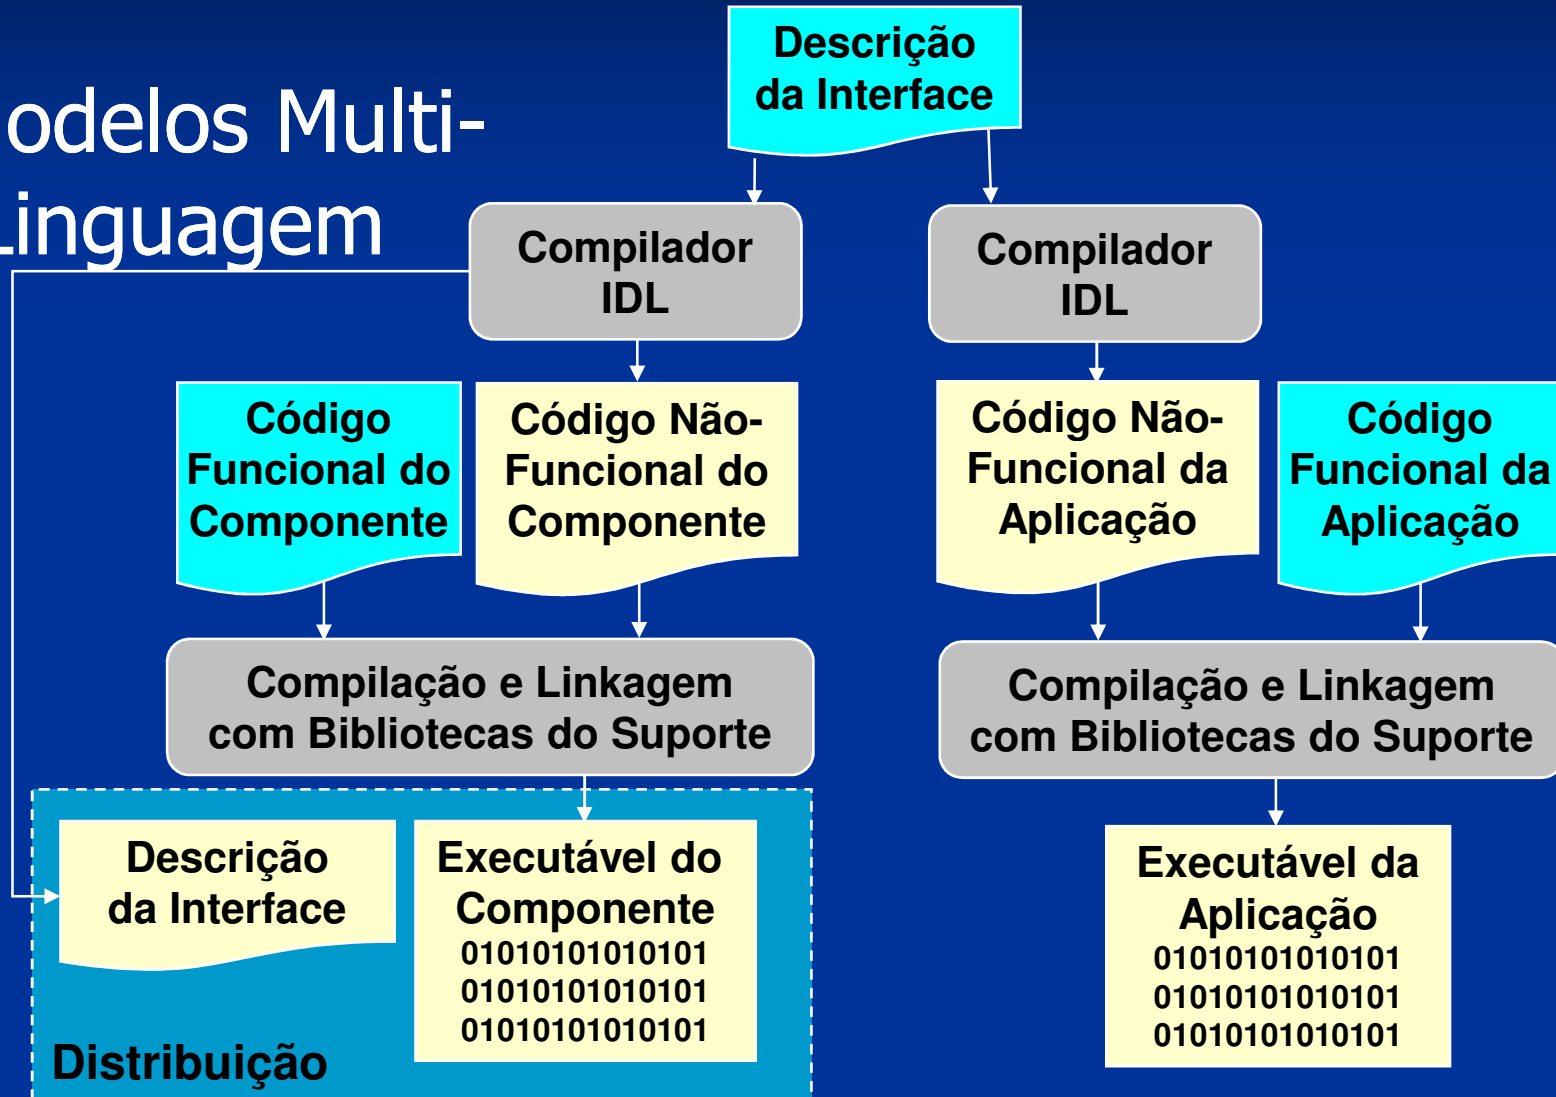 odelos Multi-
Linguagem
Descrição
da Interface
Compilador
IDL
Compilador
IDL
Código
Funcional do
Componente
Código Não-
Funcional do
Componente
Código Não-
Funcional da
Aplicação
Código
Funcional da
Aplicação
Compilação e Linkagem
com Bibliotecas do Suporte
Compilação e Linkagem
com Bibliotecas do Suporte
Descrição
da Interface
Executável do
Componente
01010101010101
01010101010101
01010101010101
Executável da
Aplicação
01010101010101
01010101010101
01010101010101
Distribuição